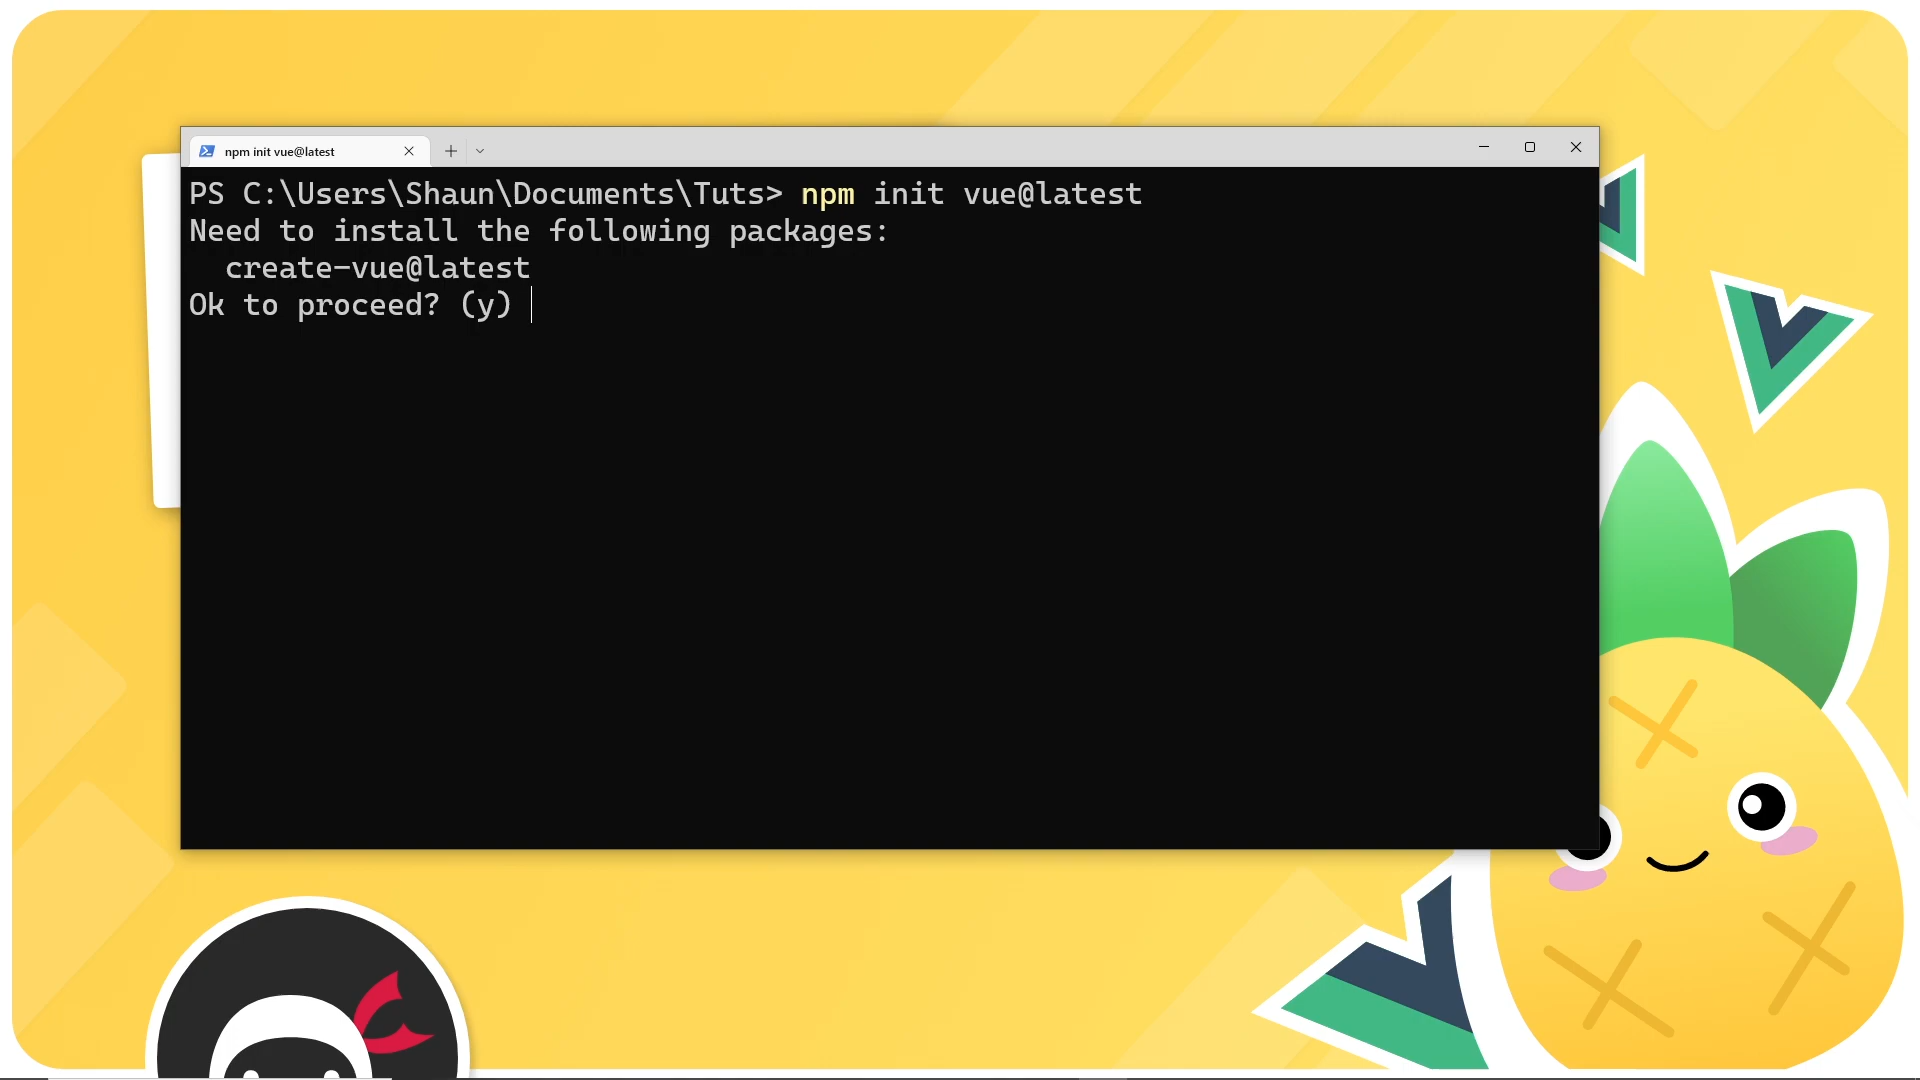 npm init vue@latest
PS C:\Users\Shaun\Documents\Tuts> npm init vue@latest
Need to install the following packages:
  create-vue@latest
Ok to proceed? (y)